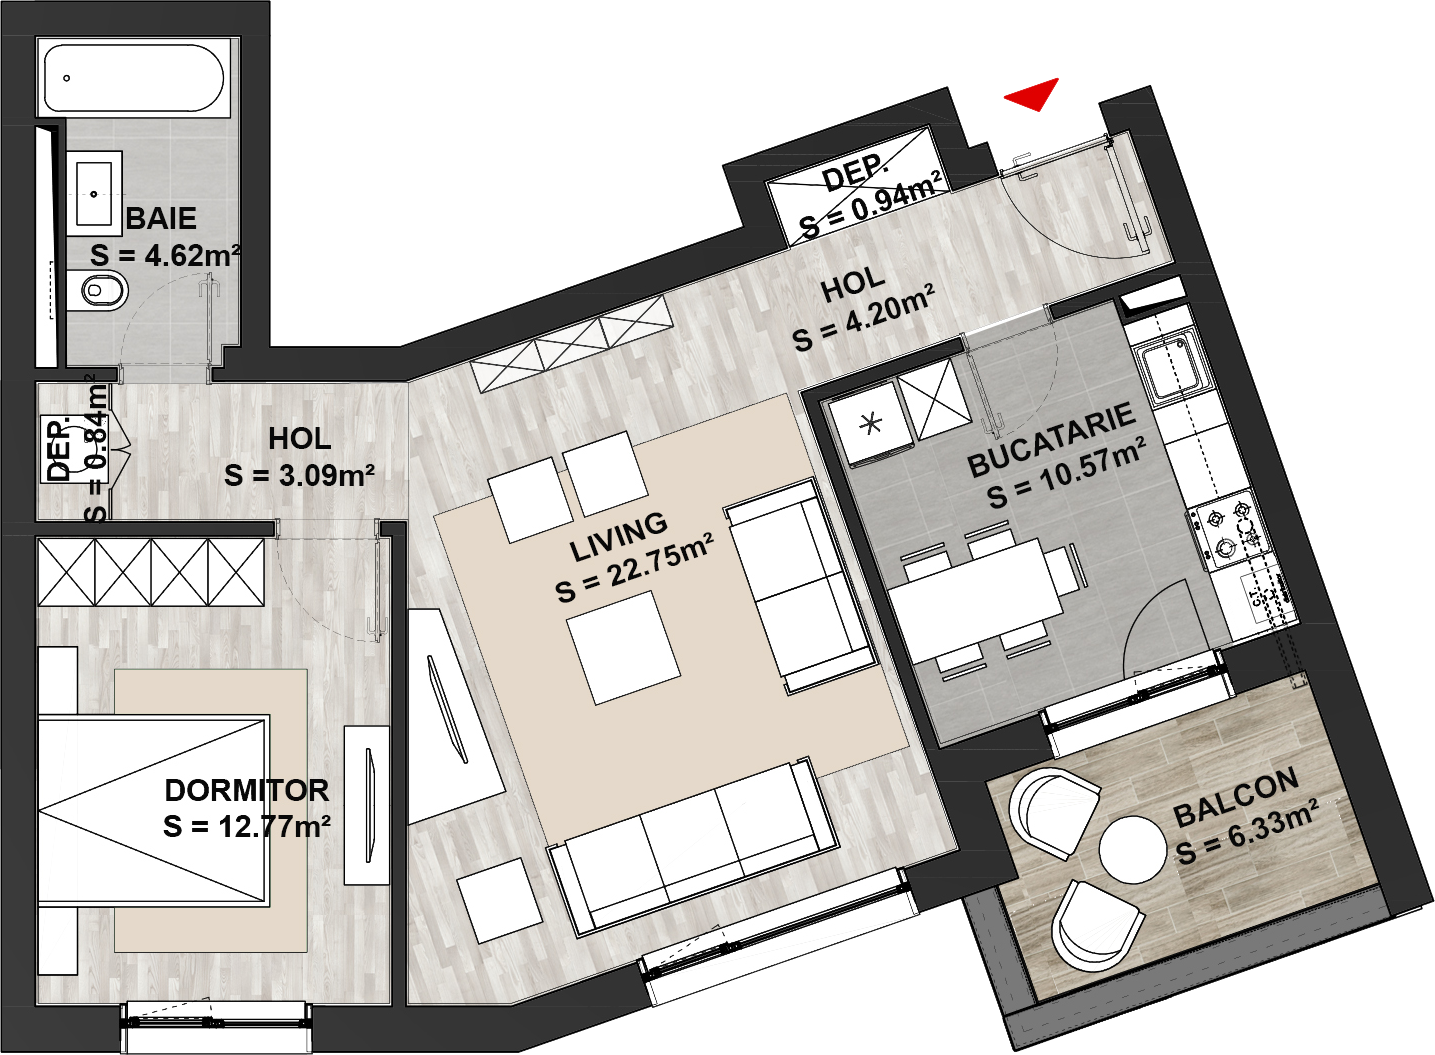 BAIE
S = 4.62m²
DEP.
S = 0.94m²
HOL
S = 4.20m²
DEP.
S = 0.84m²
HOL
S = 3.09m²
BUCATARIE
S = 10.57m²
LIVING
S = 22.75m²
C.T.
DORMITOR
S = 12.77m²
BALCON
S = 6.33m²